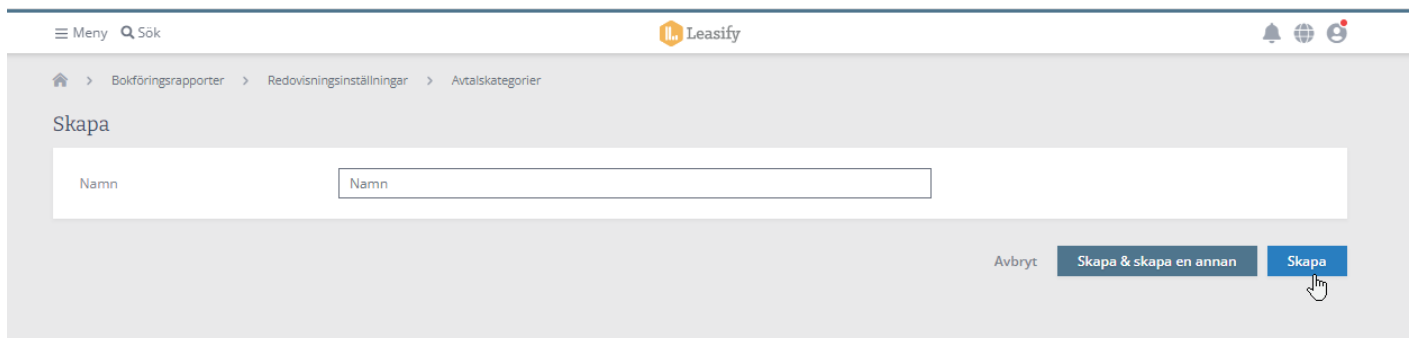 Meny Sök Leasify
> Bokföringsrapporter > Redovisningsinställningar > Avtalskategorier
Skapa
Namn Namn
Avbryt Skapa & skapa en annan Skapa